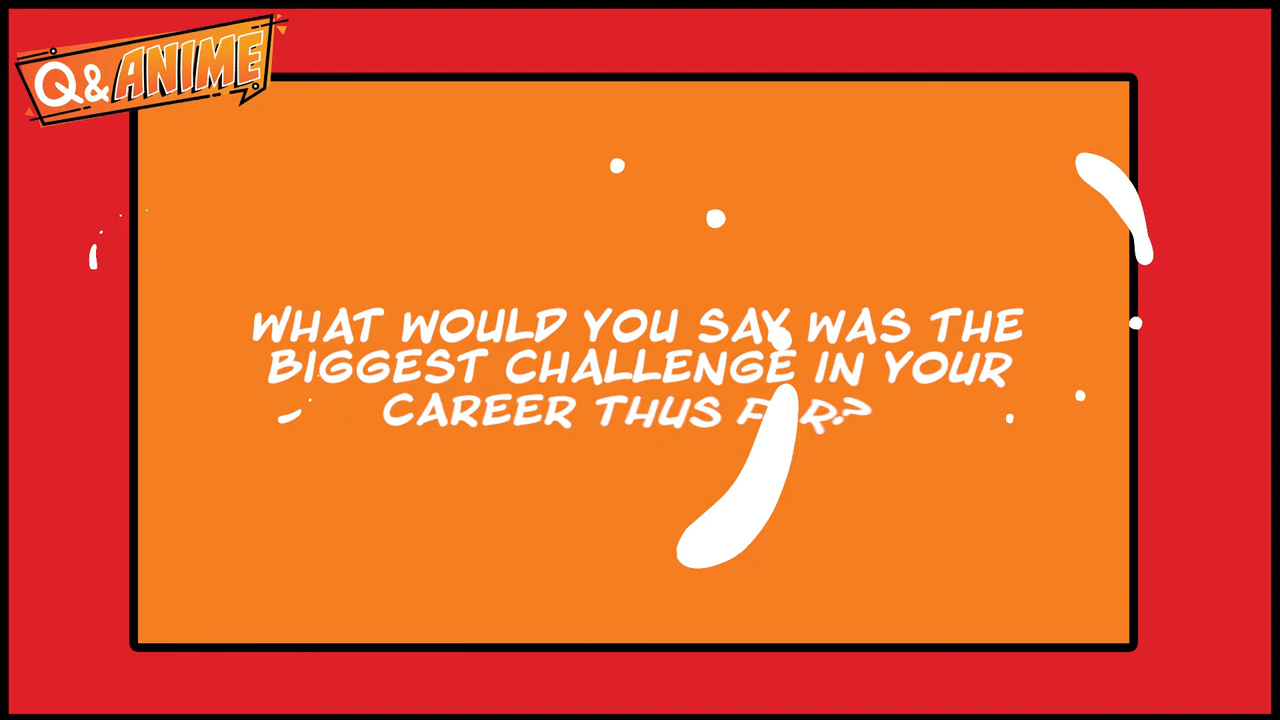 Q&ANIME
WHAT WOULD YOU SAY WAS THE
BIGGEST CHALLENGE IN YOUR
CAREER THUS